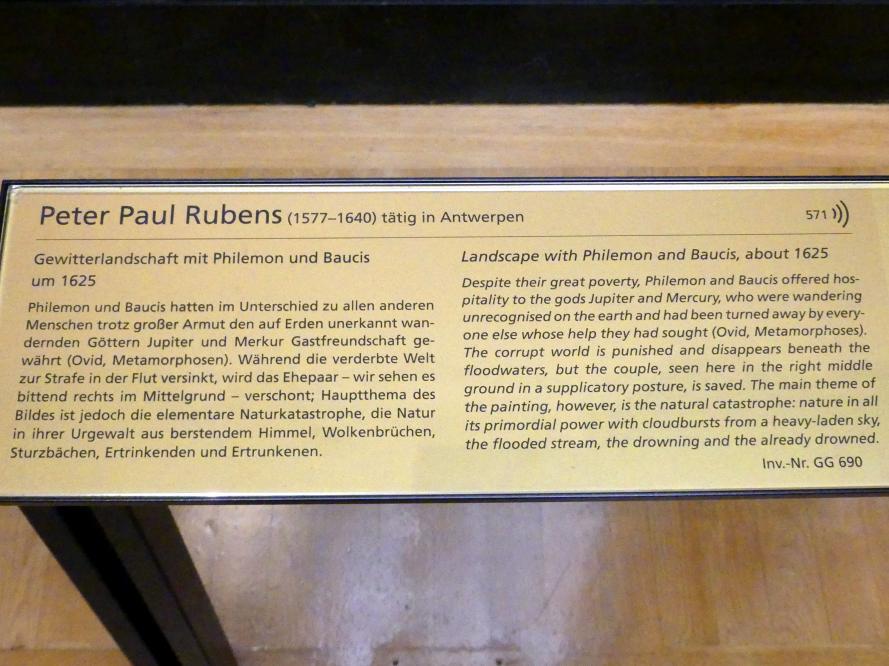 Peter Paul Rubens (1577–1640) tätig in Antwerpen
571
Gewitterlandschaft mit Philemon und Baucis
um 1625
Philemon und Baucis hatten im Unterschied zu allen anderen
Menschen trotz großer Armut den auf Erden unerkannt wan-
dernden Göttern Jupiter und Merkur Gastfreundschaft ge-
währt (Ovid, Metamorphosen). Während die verderbte Welt
zur Strafe in der Flut versinkt, wird das Ehepaar – wir sehen es
bittend rechts im Mittelgrund – verschont; Hauptthema des
Bildes ist jedoch die elementare Naturkatastrophe, die Natur
in ihrer Urgewalt aus berstendem Himmel, Wolkenbrüchen,
Sturzbächen, Ertrinkenden und Ertrunkenen.
Landscape with Philemon and Baucis, about 1625
Despite their great poverty, Philemon and Baucis offered hos-
pitality to the gods Jupiter and Mercury, who were wandering
unrecognised on the earth and had been turned away by every-
one else whose help they had sought (Ovid, Metamorphoses).
The corrupt world is punished and disappears beneath the
floodwaters, but the couple, seen here in the right middle
ground in a supplicatory posture, is saved. The main theme of
the painting, however, is the natural catastrophe: nature in all
its primordial power with cloudbursts from a heavy-laden sky,
the flooded stream, the drowning and the already drowned.
Inv.-Nr. GG 690